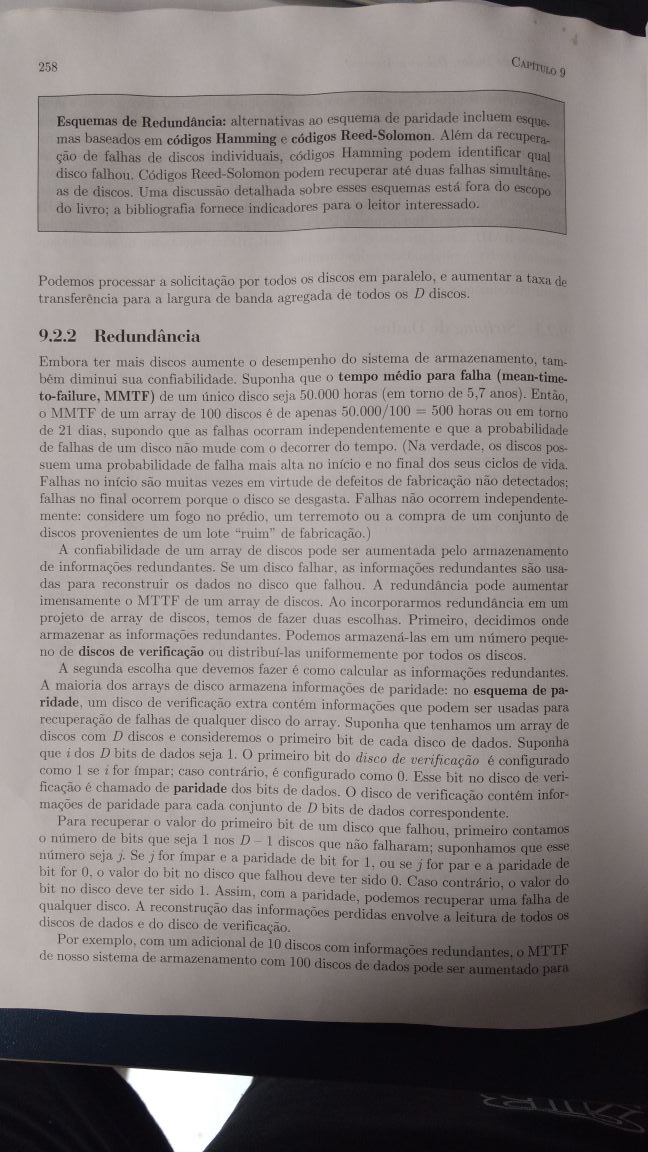 258
CAPÍTULO 9
Esquemas de Redundância: alternativas ao esquema de paridade incluem esque-
mas baseados em códigos Hamming e códigos Reed-Solomon. Além da recupera-
ção de falhas de discos individuais, códigos Hamming podem identificar qual
disco falhou. Códigos Reed-Solomon podem recuperar até duas falhas simultâne-
as de discos. Uma discussão detalhada sobre esses esquemas está fora do escopo
do livro; a bibliografia fornece indicadores para o leitor interessado.
Podemos processar a solicitação por todos os discos em paralelo, e aumentar a taxa de
transferência para a largura de banda agregada de todos os D discos.
9.2.2 Redundância
Embora ter mais discos aumente o desempenho do sistema de armazenamento, tam-
bém diminui sua confiabilidade. Suponha que o tempo médio para falha (mean-time-
to-failure, MMTF) de um único disco seja 50.000 horas (em torno de 5,7 anos). Então,
o MMTF de um array de 100 discos é de apenas 50.000/100 = 500 horas ou em torno
de 21 dias, supondo que as falhas ocorram independentemente e que a probabilidade
de falhas de um disco não mude com o decorrer do tempo. (Na verdade, os discos pos-
suem uma probabilidade de falha mais alta no início e no final dos seus ciclos de vida.
Falhas no início são muitas vezes em virtude de defeitos de fabricação não detectados;
falhas no final ocorrem porque o disco se desgasta. Falhas não ocorrem independente-
mente: considere um fogo no prédio, um terremoto ou a compra de um conjunto de
discos provenientes de um lote “ruim” de fabricação.)
A confiabilidade de um array de discos pode ser aumentada pelo armazenamento
de informações redundantes. Se um disco falhar, as informações redundantes são usa-
das para reconstruir os dados no disco que falhou. A redundância pode aumentar
imensamente o MTTF de um array de discos. Ao incorporarmos redundância em um
projeto de array de discos, temos de fazer duas escolhas. Primeiro, decidimos onde
armazenar as informações redundantes. Podemos armazená-las em um número peque-
no de discos de verificação ou distribuí-las uniformemente por todos os discos.
A segunda escolha que devemos fazer é como calcular as informações redundantes.
A maioria dos arrays de disco armazena informações de paridade: no esquema de pa-
ridade, um disco de verificação extra contém informações que podem ser usadas para
recuperação de falhas de qualquer disco do array. Suponha que tenhamos um array de
discos com D discos e consideremos o primeiro bit de cada disco de dados. Suponha
que i dos D bits de dados seja 1. O primeiro bit do disco de verificação é configurado
como 1 se i for ímpar; caso contrário, é configurado como 0. Esse bit no disco de veri-
ficação é chamado de paridade dos bits de dados. O disco de verificação contém infor-
mações de paridade para cada conjunto de D bits de dados correspondente.
Para recuperar o valor do primeiro bit de um disco que falhou, primeiro contamos
o número de bits que seja 1 nos D – 1 discos que não falharam; suponhamos que esse
número seja j. Se j for ímpar e a paridade de bit for 1, ou se j for par e a paridade de
bit for 0, o valor do bit no disco que falhou deve ter sido 0. Caso contrário, o valor do
bit no disco deve ter sido 1. Assim, com a paridade, podemos recuperar uma falha de
qualquer disco. A reconstrução das informações perdidas envolve a leitura de todos os
discos de dados e do disco de verificação.
Por exemplo, com um adicional de 10 discos com informações redundantes, o MTTF
de nosso sistema de armazenamento com 100 discos de dados pode ser aumentado para